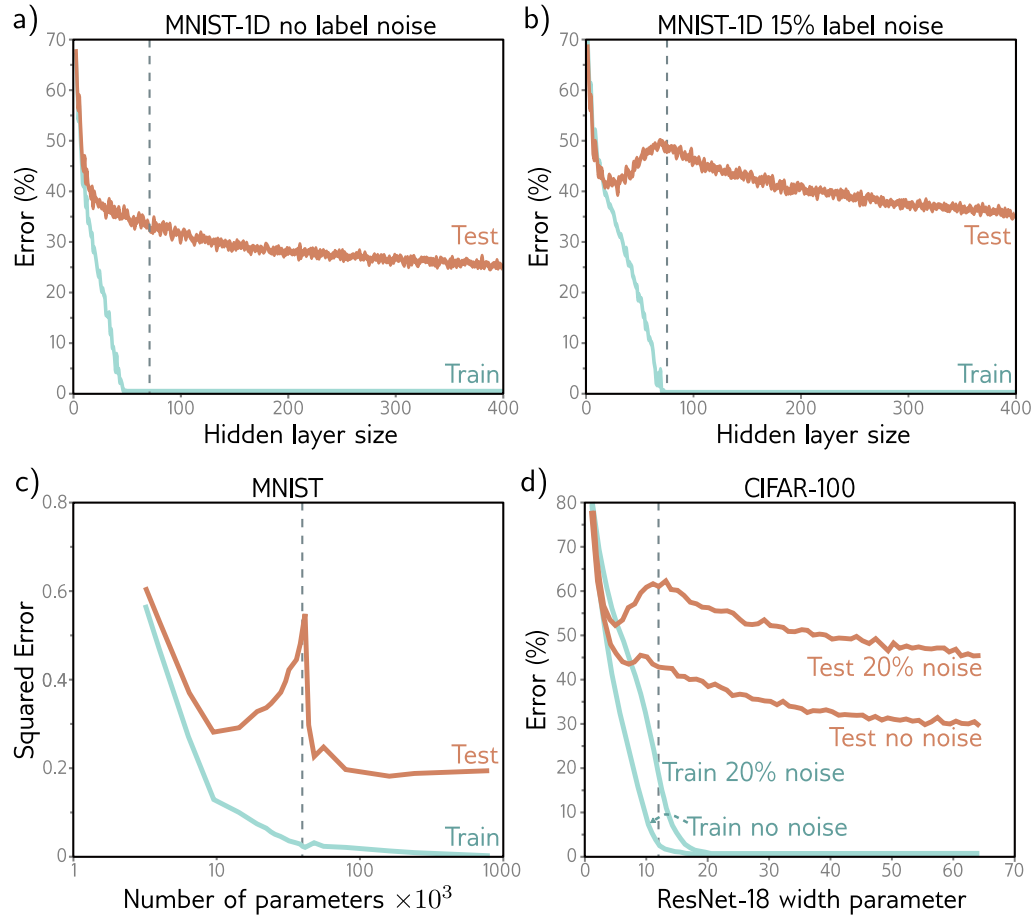 a)
MNIST-1D no label noise
70
60
50
40
30
20
10
0
Error (%)
Test
Train
0
100
200
300
400
Hidden layer size
b)
MNIST-1D 15% label noise
70
60
50
40
30
20
10
0
Error (%)
Test
Train
0
100
200
300
400
Hidden layer size
c)
MNIST
0.8
0.6
0.4
0.2
0
Squared Error
Test
Train
1
10
100
1000
Number of parameters ×10³
d)
CIFAR-100
80
70
60
50
40
30
20
10
0
Error (%)
Test 20% noise
Test no noise
Train 20% noise
Train no noise
0
10
20
30
40
50
60
70
ResNet-18 width parameter